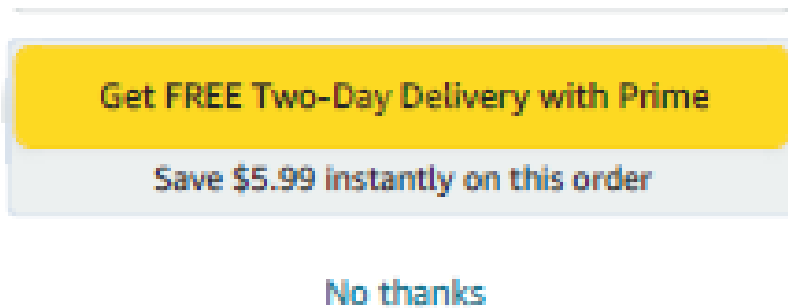 Get FREE Two-Day Delivery with Prime
Save $5.99 instantly on this order
No thanks